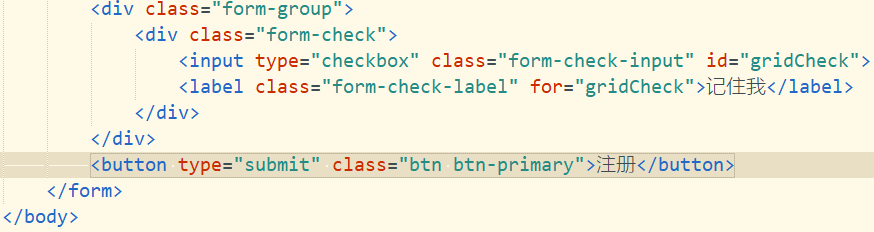 <div class="form-group">
<div class="form-check">
<input type="checkbox" class="form-check-input" id="gridCheck">
<label class="form-check-label" for="gridCheck">记住我</label>
</div>
</div>
<button type="submit" class="btn btn-primary">注册</button>
</form>
</body>